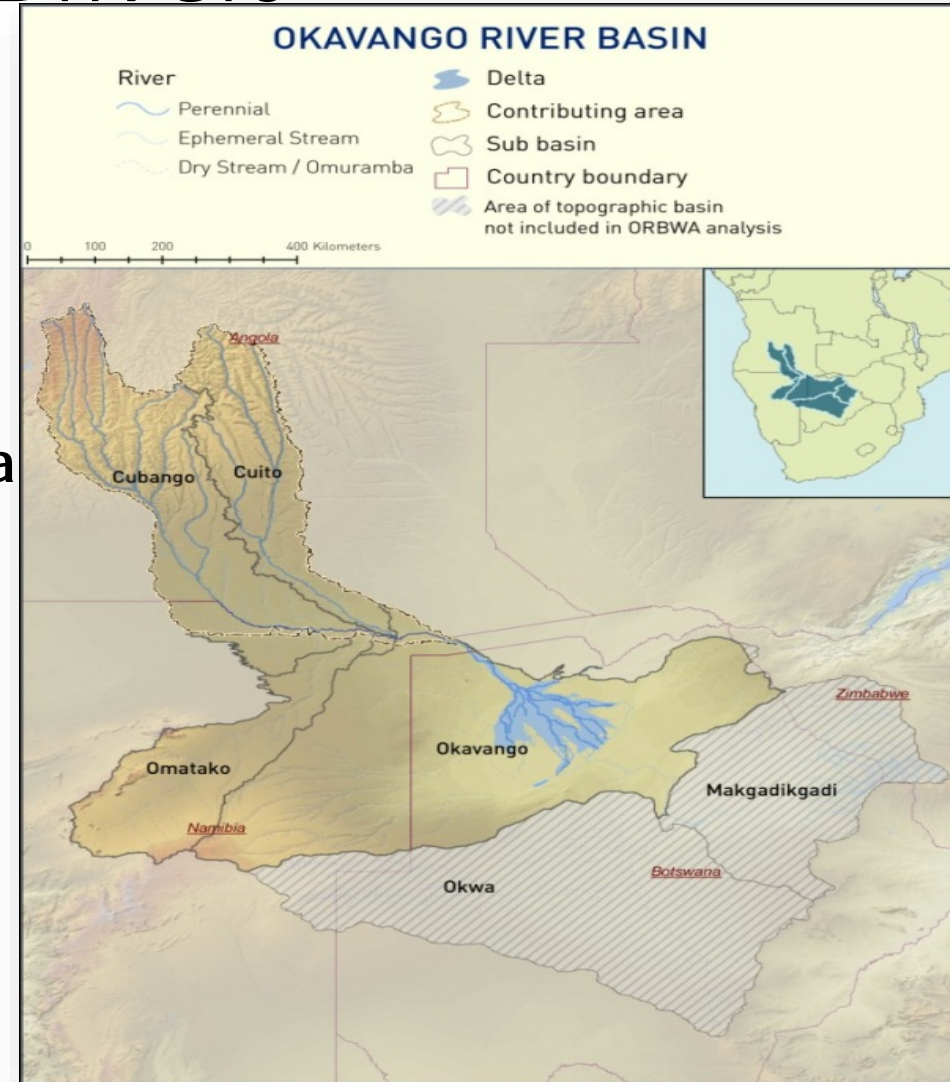 OKAVANGO RIVER BASIN
River
Perennial
Ephemeral Stream
Dry Stream / Omuramba
Delta
Contributing area
Sub basin
Country boundary
Area of topographic basin
not included in ORBWA analysis
0 100 200 400 Kilometers
Angola
Cubango
Cuito
a
Zimbabwe
Okavango
Omatako
Makgadikgadi
Namibia
Botswana
Okwa